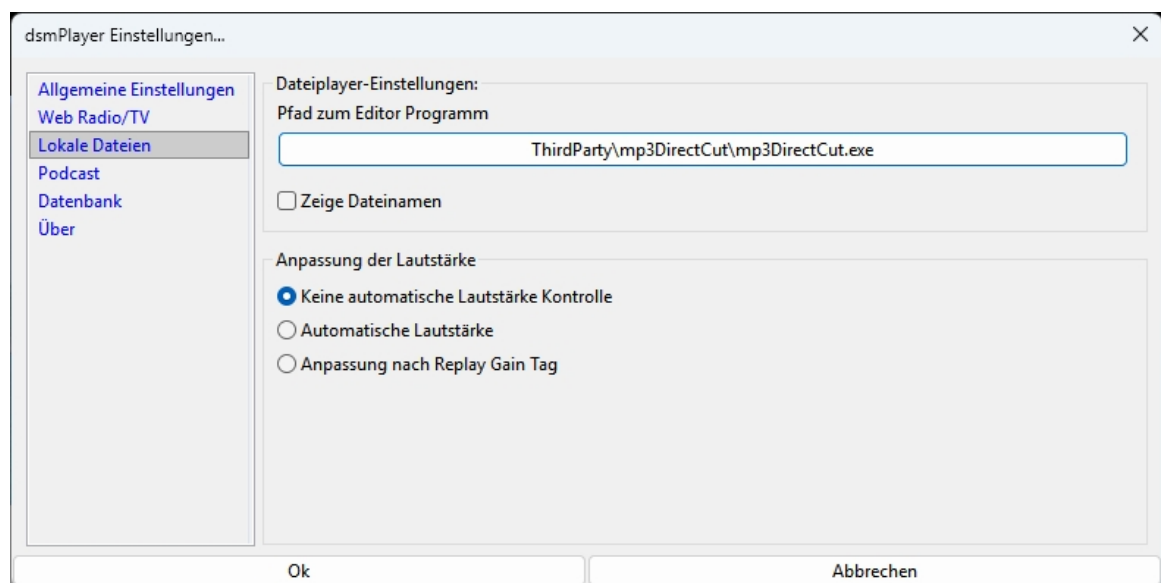 dsmPlayer Einstellungen...
Allgemeine Einstellungen
Web Radio/TV
Lokale Dateien
Podcast
Datenbank
Über
Dateiplayer-Einstellungen:
Pfad zum Editor Programm
ThirdParty\mp3DirectCut\mp3DirectCut.exe
Zeige Dateinamen
Anpassung der Lautstärke
Keine automatische Lautstärke Kontrolle
Automatische Lautstärke
Anpassung nach Replay Gain Tag
Ok
Abbrechen